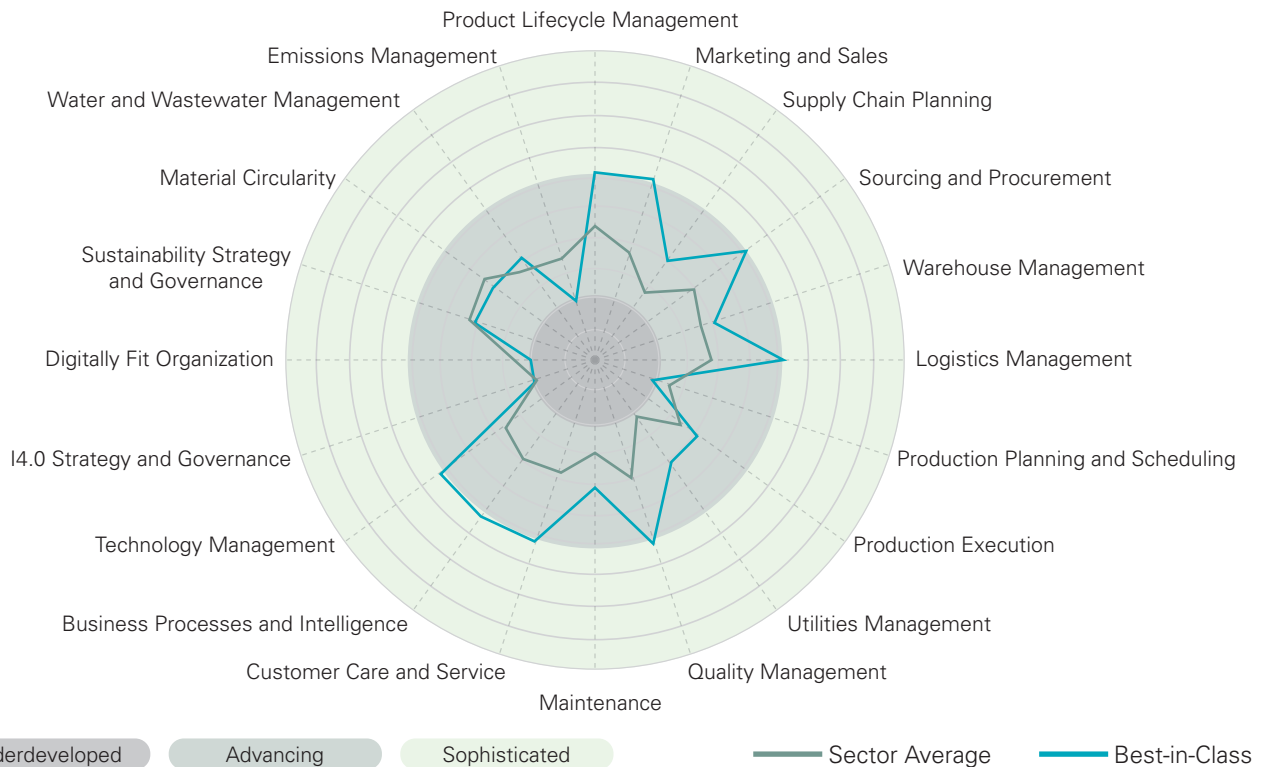 Product Lifecycle Management
Emissions Management
Marketing and Sales
Water and Wastewater Management
Supply Chain Planning
Material Circularity
Sourcing and Procurement
Sustainability Strategy
and Governance
Warehouse Management
Digitally Fit Organization
Logistics Management
I4.0 Strategy and Governance
Production Planning and Scheduling
Technology Management
Production Execution
Business Processes and Intelligence
Utilities Management
Customer Care and Service
Quality Management
Maintenance
derdeveloped
Advancing
Sophisticated
Sector Average
Best-in-Class